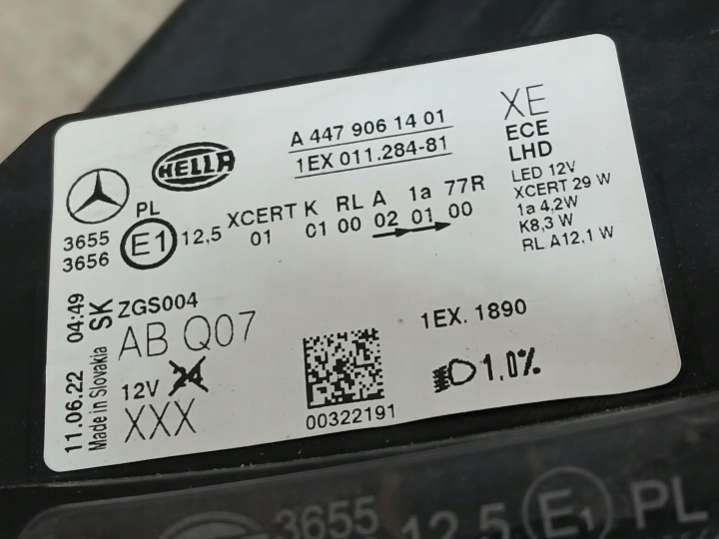 HELLA
A 447 906 14 01
1EX 011.284-81
XE
ECE
LHD
LED 12V
XCERT 29 W
1a 4,2W
K8,3 W
RL A12,1 W
PL
3655
3656
E1
12,5
XCERT K RL A 1a 77R
01 C1 00 02 01 00
11.06.22 04:49
Made in Slovakia
SK
ZGS004
AB Q07
12V 24
XXX
00322191
1EX. 1890
1.0%
3655
12,5 E1 PL